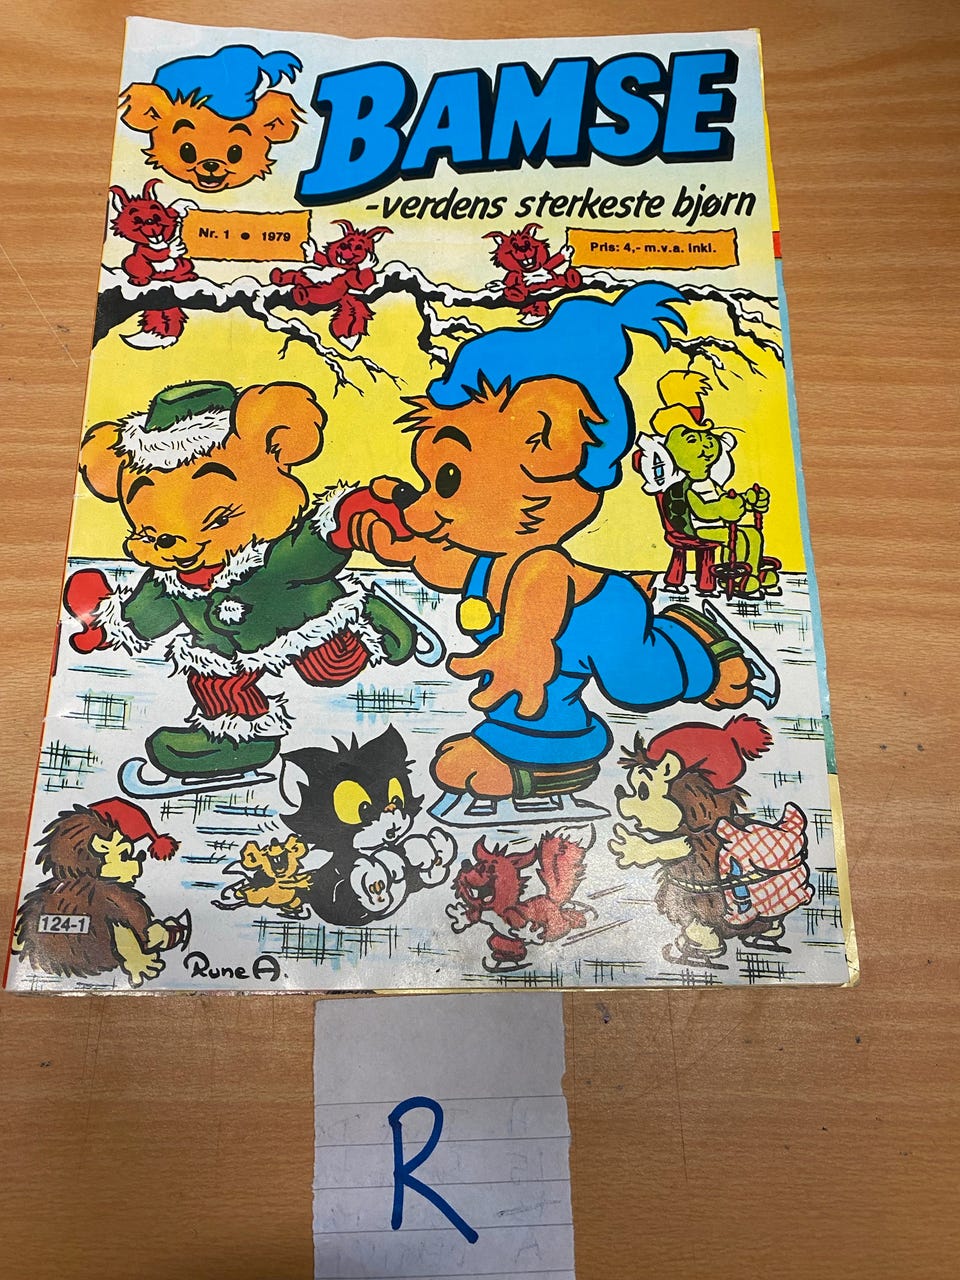 BAMSE
-verdens sterkeste bjørn
Nr. 1 ● 1979
Pris: 4,- m.v.a. inkl.
124-1
Rune A.
R